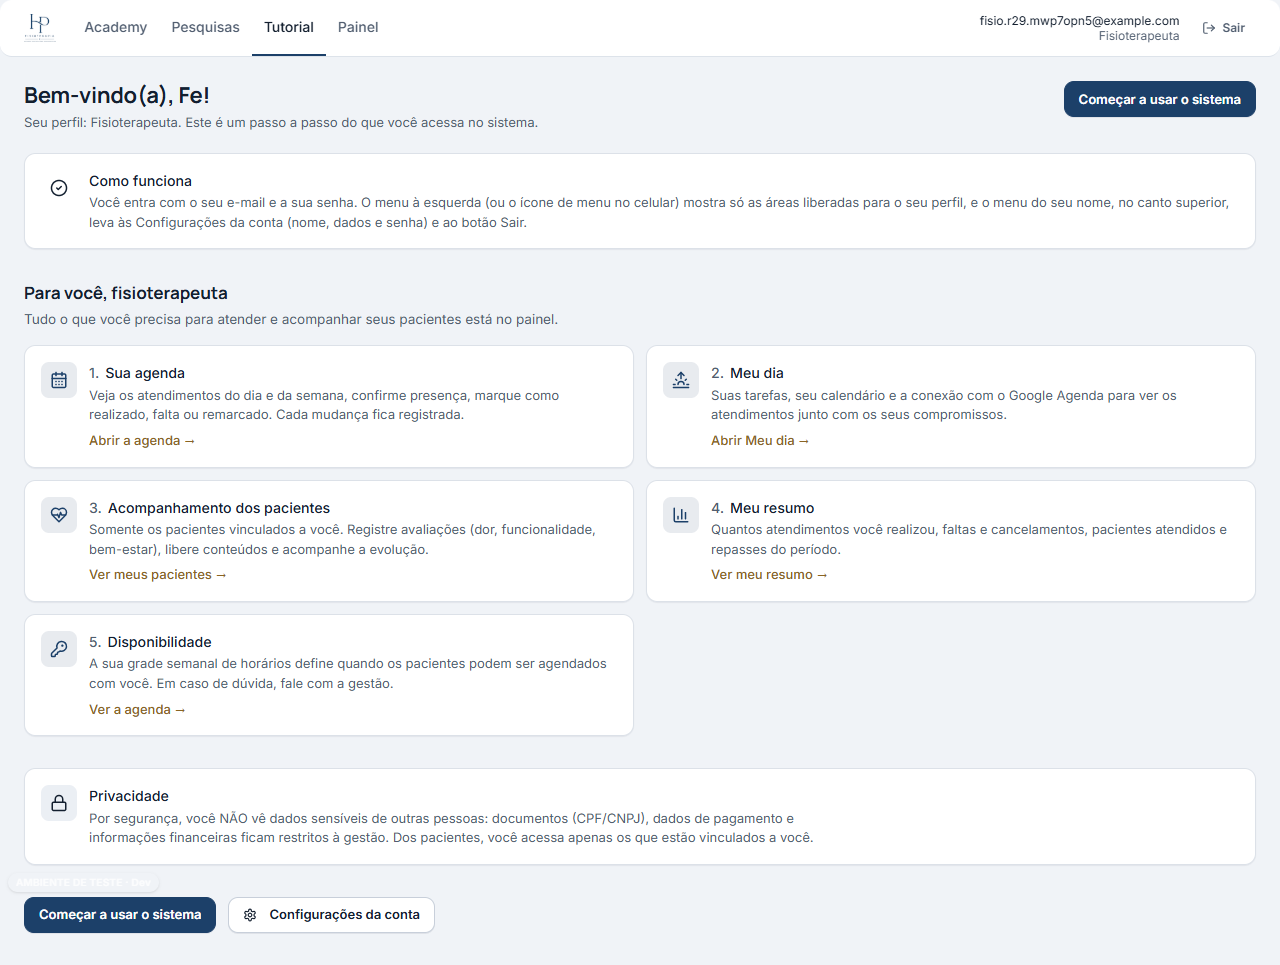 HP
Academy
Pesquisas
Tutorial
Painel
fisio.r29.mwp7opn5@example.com
Fisioterapeuta
Sair
Bem-vindo(a), Fe!
Seu perfil: Fisioterapeuta. Este é um passo a passo do que você acessa no sistema.
Começar a usar o sistema
Como funciona
Você entra com o seu e-mail e a sua senha. O menu à esquerda (ou o ícone de menu no celular) mostra só as áreas liberadas para o seu perfil, e o menu do seu nome, no canto superior,
leva às Configurações da conta (nome, dados e senha) e ao botão Sair.
Para você, fisioterapeuta
Tudo o que você precisa para atender e acompanhar seus pacientes está no painel.
1. Sua agenda
Veja os atendimentos do dia e da semana, confirme presença, marque como
realizado, falta ou remarcado. Cada mudança fica registrada.
Abrir a agenda →
2. Meu dia
Suas tarefas, seu calendário e a conexão com o Google Agenda para ver os
atendimentos junto com os seus compromissos.
Abrir Meu dia →
3. Acompanhamento dos pacientes
Somente os pacientes vinculados a você. Registre avaliações (dor, funcionalidade,
bem-estar), libere conteúdos e acompanhe a evolução.
Ver meus pacientes →
4. Meu resumo
Quantos atendimentos você realizou, faltas e cancelamentos, pacientes atendidos e
repasses do período.
Ver meu resumo →
5. Disponibilidade
A sua grade semanal de horários define quando os pacientes podem ser agendados
com você. Em caso de dúvida, fale com a gestão.
Ver a agenda →
Privacidade
Por segurança, você NÃO vê dados sensíveis de outras pessoas: documentos (CPF/CNPJ), dados de pagamento e
informações financeiras ficam restritos à gestão. Dos pacientes, você acessa apenas os que estão vinculados a você.
AMBIENTE DE TESTE - Dev
Começar a usar o sistema
Configurações da conta